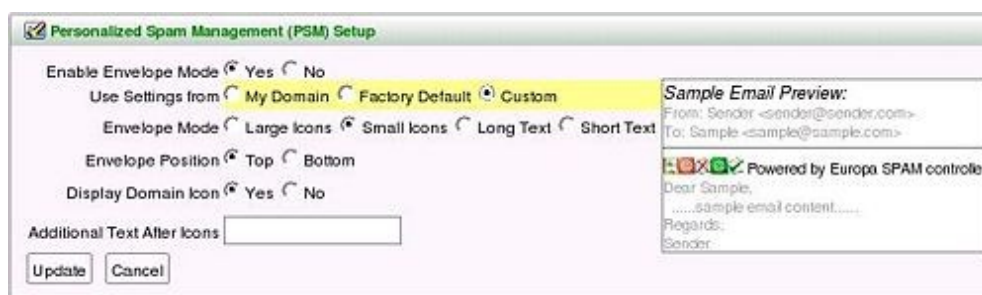 Personalized Spam Management (PSM) Setup
Enable Envelope Mode Yes No
Use Settings from My Domain Factory Default Custom
Envelope Mode Large Icons Small Icons Long Text Short Text
Envelope Position Top Bottom
Display Domain Icon Yes No
Additional Text After Icons
Update Cancel
Sample Email Preview:
From: Sender <sender@sender.com>
To: Sample <sample@sample.com>
Powered by Europa SPAM controlle
Dear Sample,
......sample email content......
Regards,
Sender